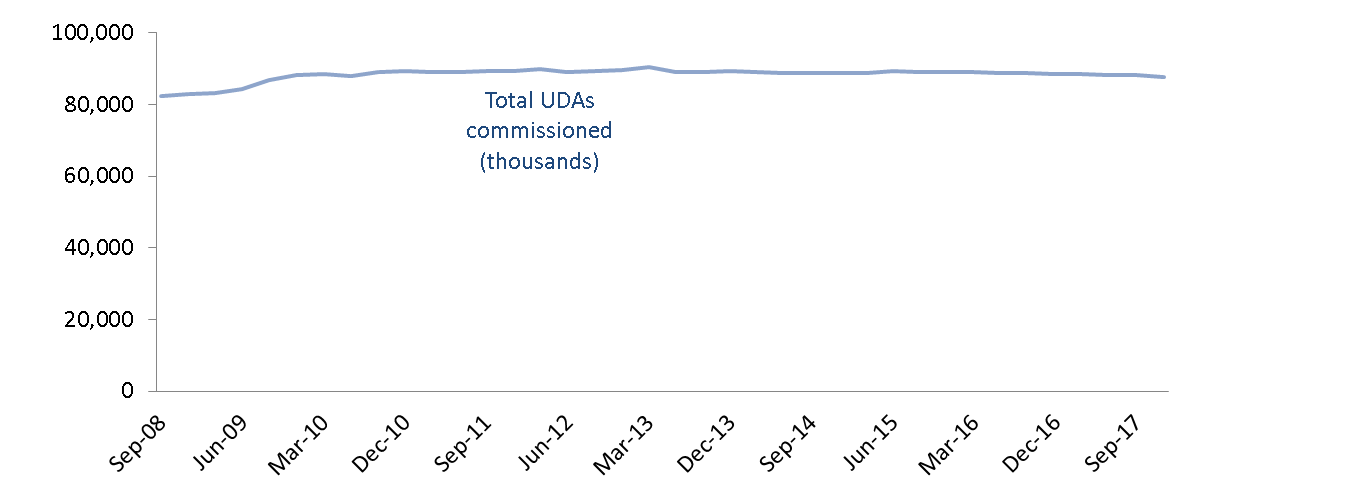 100,000
80,000
60,000
40,000
20,000
0
Total UDAs
commissioned
(thousands)
Sep-08
Jun-09
Mar-10
Dec-10
Sep-11
Jun-12
Mar-13
Dec-13
Sep-14
Jun-15
Mar-16
Dec-16
Sep-17